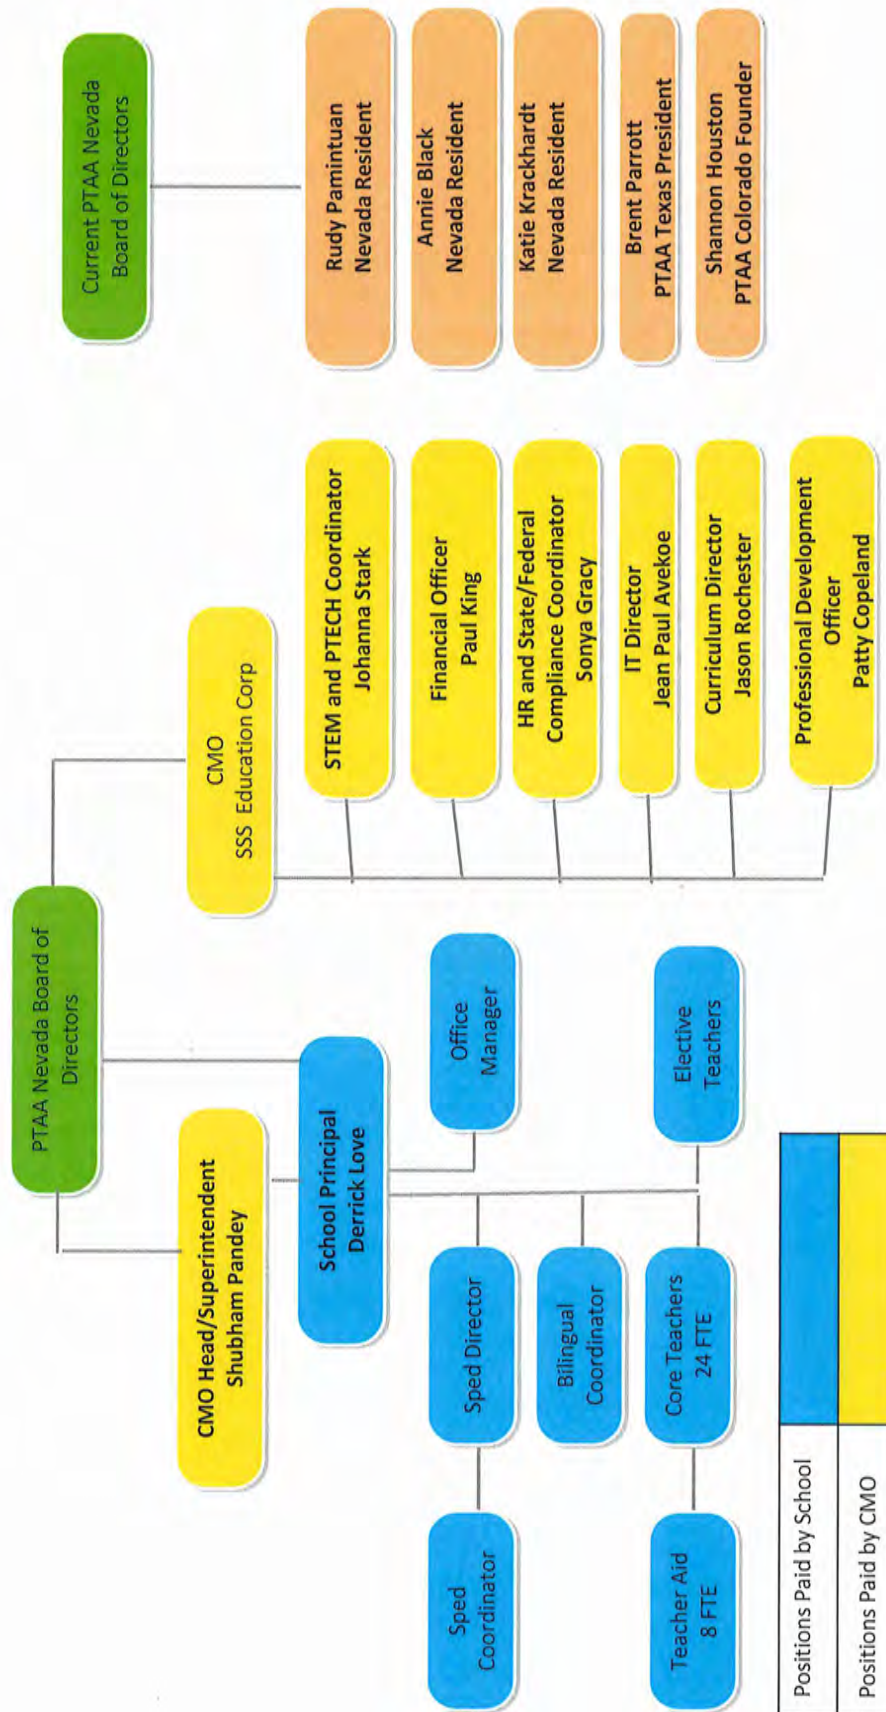 PTAA Nevada Board of
Directors
Current PTAA Nevada
Board of Directors
CMO Head/Superintendent
Shubham Pandey
CMO
SSS Education Corp
School Principal
Derrick Love
STEM and PTECH Coordinator
Johanna Stark
Rudy Pamintuan
Nevada Resident
Sped
Coordinator
Sped Director
Office
Manager
Financial Officer
Paul King
Annie Black
Nevada Resident
Bilingual
Coordinator
HR and State/Federal
Compliance Coordinator
Sonya Gracy
Katie Krackhardt
Nevada Resident
Teacher Aid
8 FTE
Core Teachers
24 FTE
Elective
Teachers
IT Director
Jean Paul Avekoe
Brent Parrott
PTAA Texas President
Curriculum Director
Jason Rochester
Shannon Houston
PTAA Colorado Founder
Professional Development
Officer
Patty Copeland
Positions Paid by School
Positions Paid by CMO